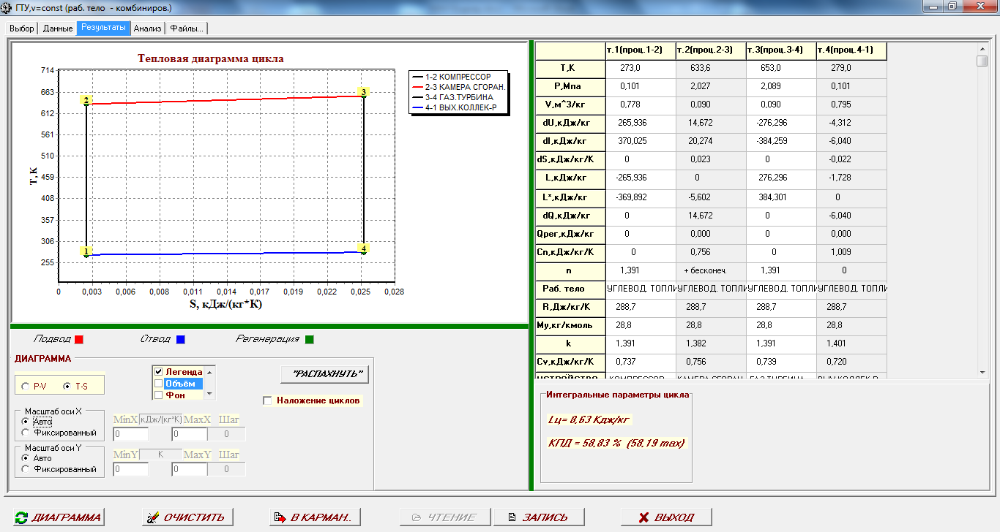 ГТУ,v=const (раб. тело - комбиниров.)
Выбор Данные Результаты Анализ Файлы...
Тепловая диаграмма цикла
T,К
714
663
612
561
510
459
408
357
306
255
2
3
1
4
0 0,003 0,006 0,008 0,011 0,014 0,017 0,019 0,022 0,025 0,028
S, кДж/(кг*К)
1-2 КОМПРЕССОР
2-3 КАМЕРА СГОРАН.
3-4 ГАЗ.ТУРБИНА
4-1 ВЫХ.КОЛЛЕК-Р
Подвод Отвод Регенерация
ДИАГРАММА
P-V T-S
Легенда
Объём
Фон
"РАСПАХНУТЬ"
Наложение циклов
Масштаб оси X
Авто
Фиксированный
MinX кДж/(кг*К) MaxX Шаг
0 0 0
Масштаб оси Y
Авто
Фиксированный
MinY К MaxY Шаг
0 0 0
т.1(проц.1-2) т.2(проц.2-3) т.3(проц.3-4) т.4(проц.4-1)
T,К 273,0 633,6 653,0 279,0
P,Мпа 0,101 2,027 2,089 0,101
V,м^3/кг 0,778 0,090 0,090 0,795
dU,кДж/кг 265,936 14,672 -276,296 -4,312
dI,кДж/кг 370,025 20,274 -384,259 -6,040
dS,кДж/кг/К 0 0,023 0 -0,022
L,кДж/кг -265,936 0 276,296 -1,728
L*,кДж/кг -369,892 -5,602 384,301 0
dQ,кДж/кг 0 14,672 0 -6,040
Qрег,кДж/кг 0 0,000 0 0,000
Cп,кДж/кг/К 0 0,756 0 1,009
n 1,391 + бесконеч. 1,391 0
Раб. тело УГЛЕВОД. ТОПЛИ УГЛЕВОД. ТОПЛИ УГЛЕВОД. ТОПЛИ УГЛЕВОД. ТОПЛИ
R,Дж/кг/К 288,7 288,7 288,7 288,7
Му,кг/кмоль 28,8 28,8 28,8 28,8
k 1,391 1,382 1,391 1,401
Cv,кДж/кг/К 0,737 0,756 0,739 0,720
УСТРОЙСТВО КОМПРЕССОР КАМЕРА СГОРАН ГАЗ.ТУРБИНА ВЫХ.КОЛЛЕК-Р
Интегральные параметры цикла
Lц= 8,63 Кдж/кг
КПД = 58,83 % (58,19 max)
ДИАГРАММА ОЧИСТИТЬ В КАРМАН.. ЧТЕНИЕ ЗАПИСЬ ВЫХОД